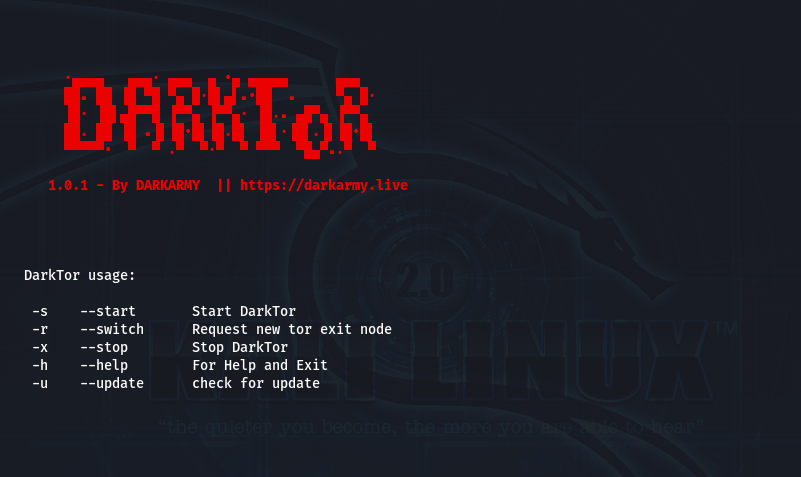 DARKToR
1.0.1 - By DARKARMY || https://darkarmy.live
2.0
DarkTor usage:
-s --start Start DarkTor
-r --switch Request new tor exit node
-x --stop Stop DarkTor
-h --help For Help and Exit
-u --update check for update
KALI LINUX™
"the quieter you become, the more you are able to hear"